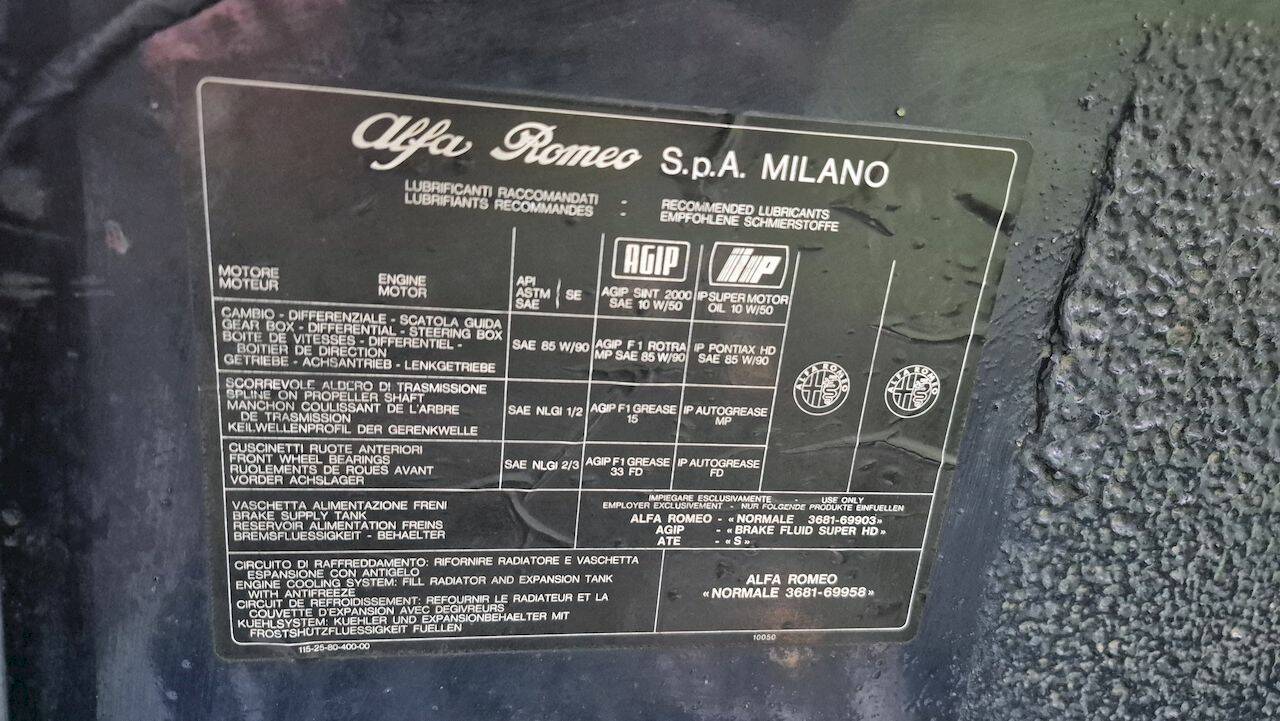 Alfa Romeo S.p.A. MILANO
LUBRIFICANTI RACCOMANDATI : RECOMMENDED LUBRICANTS
LUBRIFIANTS RECOMMANDES : EMPFOHLENE SCHMIERSTOFFE
AGIP IP
MOTORE ENGINE
MOTEUR MOTOR
API
ASTM SE
SAE
AGIP SINT 2000
SAE 10 W/50
IP SUPER MOTOR
OIL 10 W/50
CAMBIO - DIFFERENZIALE - SCATOLA GUIDA
GEAR BOX - DIFFERENTIAL - STEERING BOX
BOITE DE VITESSES - DIFFERENTIEL -
BOITIER DE DIRECTION
GETRIEBE - ACHSANTRIEB - LENKGETRIEBE
SAE 85 W/90
AGIP F1 ROTRA
MP SAE 85 W/90
IP PONTIAX HD
SAE 85 W/90
SCORREVOLE ALBERO DI TRASMISSIONE
SPLINE ON PROPELLER SHAFT
MANCHON COULISSANT DE L'ARBRE
DE TRASMISSION
KEILWELLENPROFIL DER GERENKWELLE
SAE NLGI 1/2
AGIP F1 GREASE
15
IP AUTOGREASE
MP
ALFA ROMEO
ALFA ROMEO
CUSCINETTI RUOTE ANTERIORI
FRONT WHEEL BEARINGS
RUOLEMENTS DE ROUES AVANT
VORDER ACHSLAGER
SAE NLGI 2/3
AGIP F1 GREASE
33 FD
IP AUTOGREASE
FD
VASCHETTA ALIMENTAZIONE FRENI
BRAKE SUPPLY TANK
RESERVOIR ALIMENTATION FREINS
BREMSFLUESSIGKEIT - BEHAELTER
IMPIEGARE ESCLUSIVAMENTE - USE ONLY
EMPLOYER EXCLUSIVEMENT - NUR FOLGENDE PRODUKTE EINFUELLEN
ALFA ROMEO - «NORMALE 3681-69903»
AGIP - «BRAKE FLUID SUPER HD»
ATE - «S»
CIRCUITO DI RAFFREDDAMENTO: RIFORNIRE RADIATORE E VASCHETTA
ESPANSIONE CON ANTIGELO
ENGINE COOLING SYSTEM: FILL RADIATOR AND EXPANSION TANK
WITH ANTIFREEZE
CIRCUIT DE REFROIDISSEMENT: REFOURNIR LE RADIATEUR ET LA
COUVETTE D'EXPANSION AVEC DEGIVREURS
KUEHLSYSTEM: KUEHLER UND EXPANSIONBEHAELTER MIT
FROSTSHUTZFLUESSIGKEIT FUELLEN
ALFA ROMEO
«NORMALE 3681-69958»
115-25-80-400-00
10050